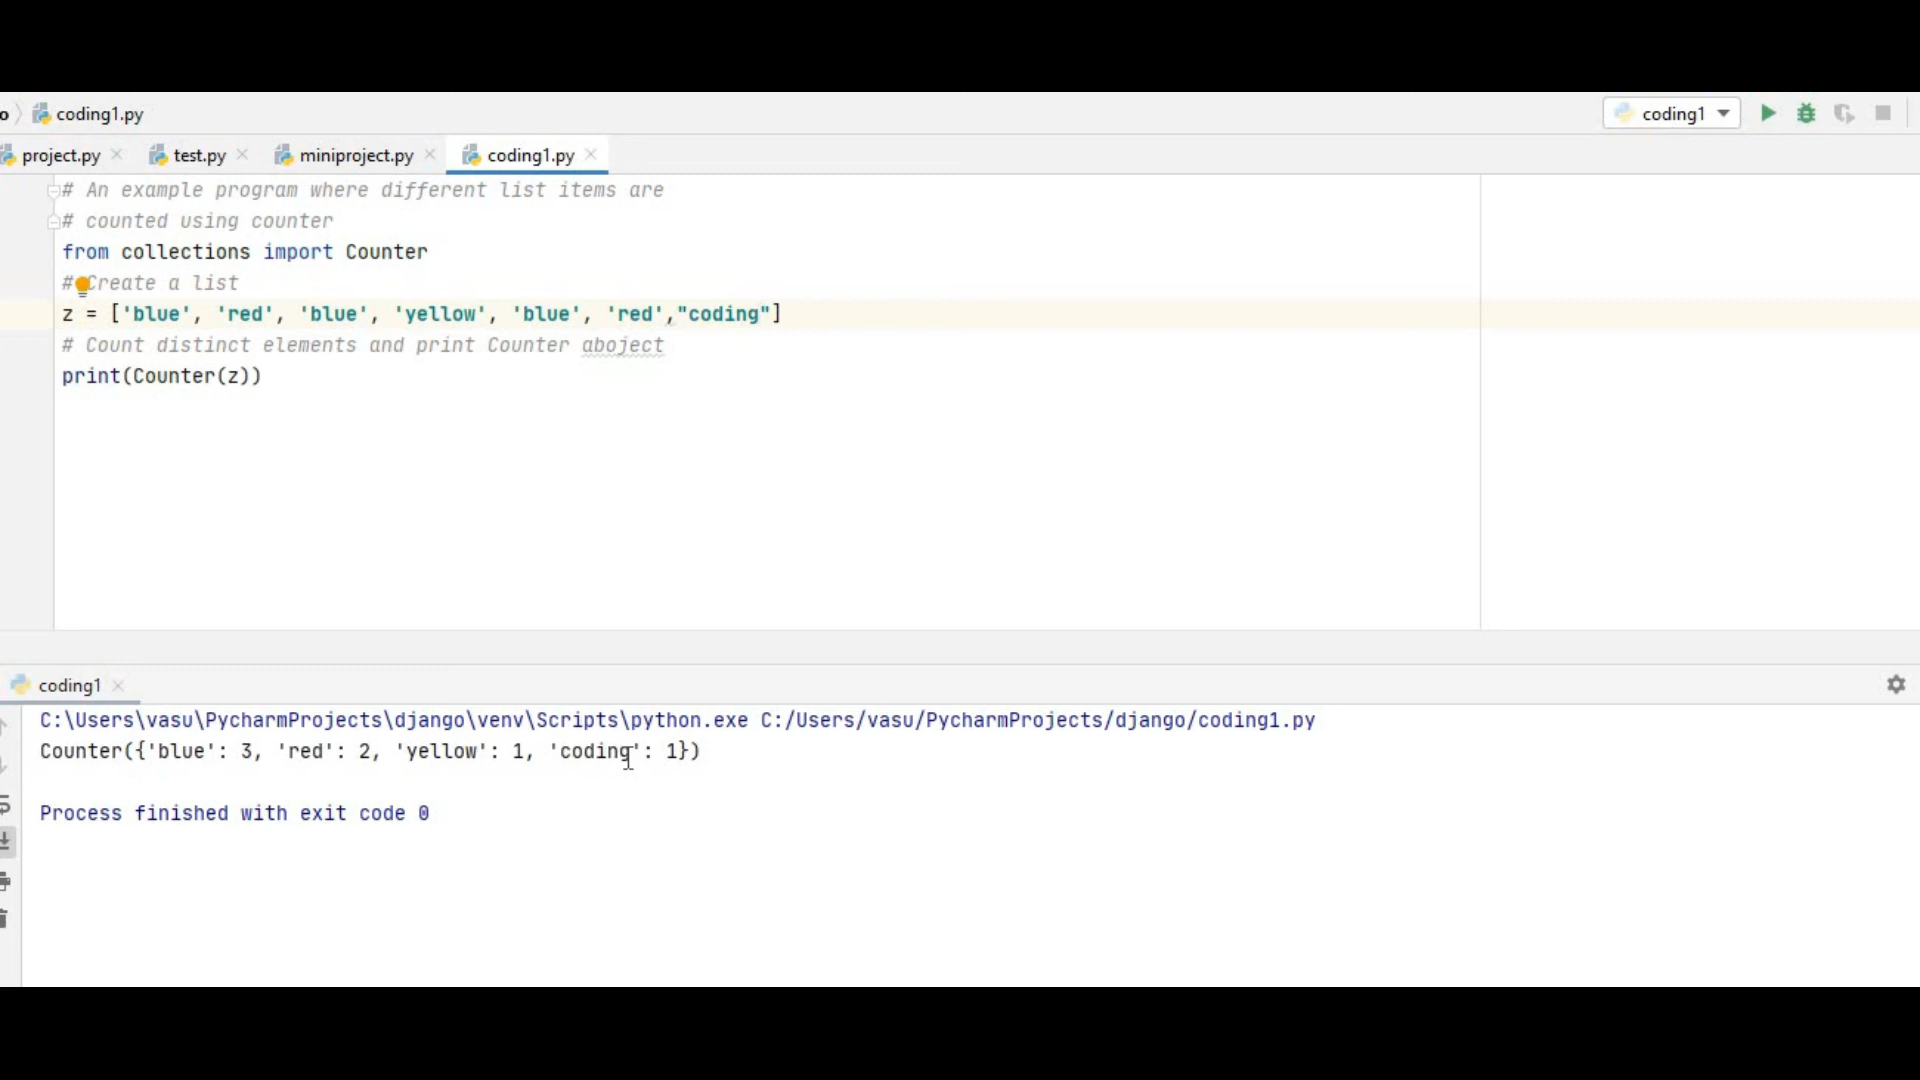 o coding1.py coding1
project.py test.py miniproject.py coding1.py
# An example program where different list items are
# counted using counter
from collections import Counter
# Create a list
z = ['blue', 'red', 'blue', 'yellow', 'blue', 'red',"coding"]
# Count distinct elements and print Counter aboject
print(Counter(z))
coding1
C:\Users\vasu\PycharmProjects\django\venv\Scripts\python.exe C:/Users/vasu/PycharmProjects/django/coding1.py
Counter({'blue': 3, 'red': 2, 'yellow': 1, 'coding': 1})
Process finished with exit code 0